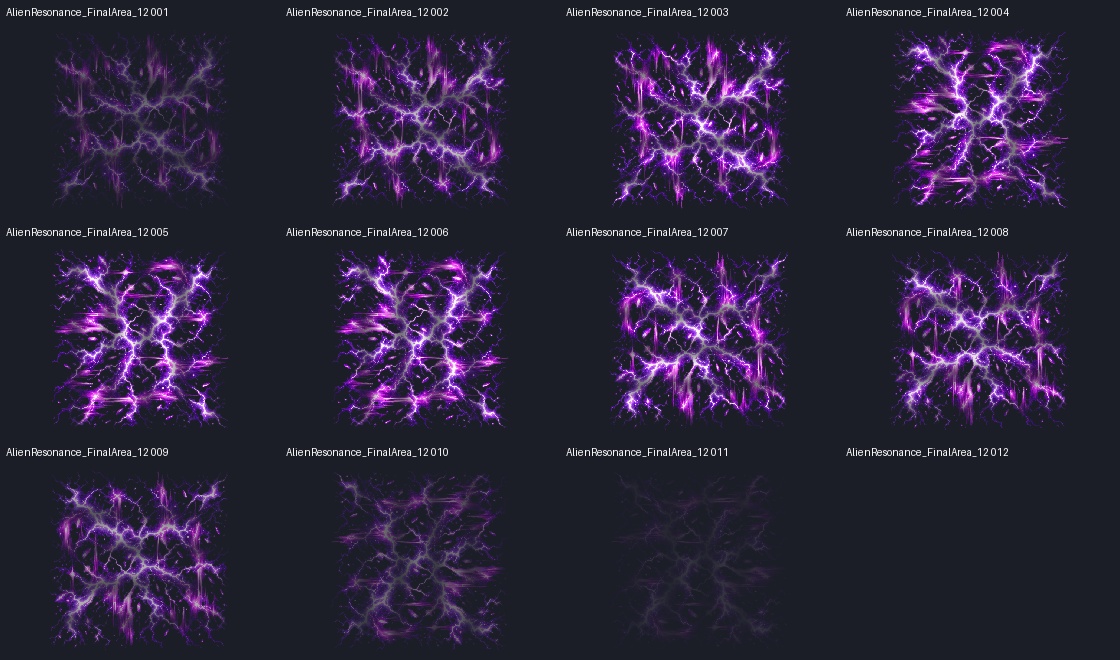 AlienResonance_FinalArea_12 001
AlienResonance_FinalArea_12 002
AlienResonance_FinalArea_12 003
AlienResonance_FinalArea_12 004
AlienResonance_FinalArea_12 005
AlienResonance_FinalArea_12 006
AlienResonance_FinalArea_12 007
AlienResonance_FinalArea_12 008
AlienResonance_FinalArea_12 009
AlienResonance_FinalArea_12 010
AlienResonance_FinalArea_12 011
AlienResonance_FinalArea_12 012